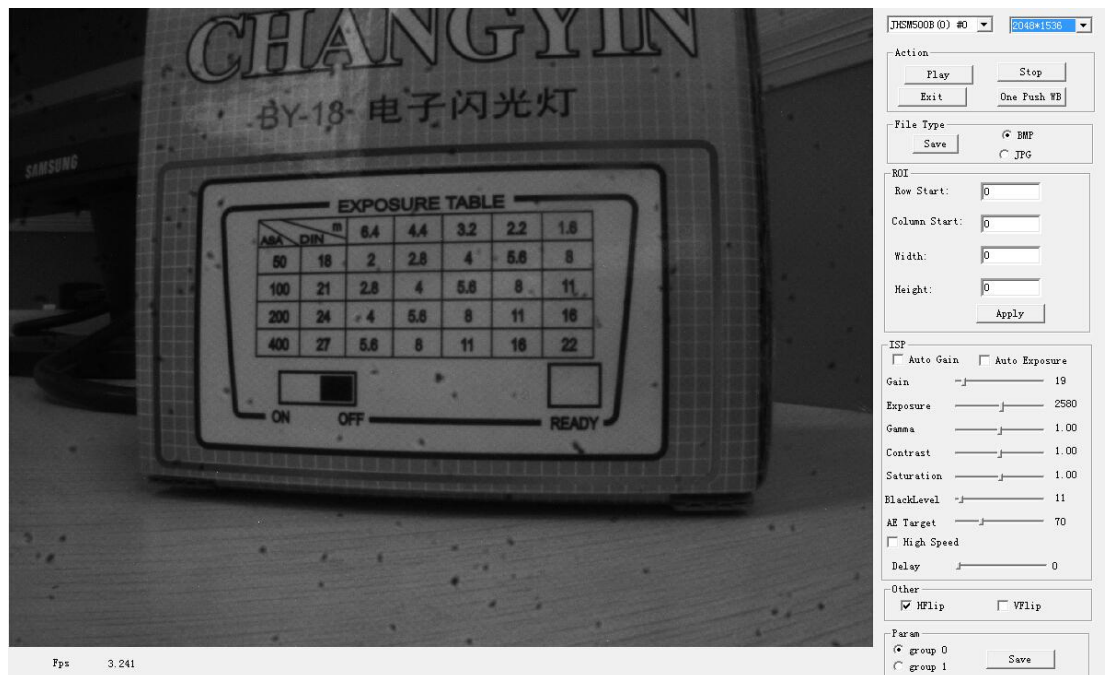 CHANGYIN
BY-18- 电子闪光灯
SAMSUNG
EXPOSURE TABLE
ASA DIN m 6.4 4.4 3.2 2.2 1.6
50 18 2 2.8 4 5.6 8
100 21 2.8 4 5.6 8 11
200 24 4 5.6 8 11 16
400 27 5.6 8 11 16 22
ON OFF READY
Fps 3.241
JHSM500B(0) #0 2048*1536
Action
Play Stop
Exit One Push WB
File Type
Save BMP
JPG
ROI
Row Start: 0
Column Start: 0
Width: 0
Height: 0
Apply
ISP
Auto Gain Auto Exposure
Gain 19
Exposure 2580
Gamma 1.00
Contrast 1.00
Saturation 1.00
BlackLevel 11
AE Target 70
High Speed
Delay 0
Other
HFlip VFlip
Param
group 0
Save
group 1